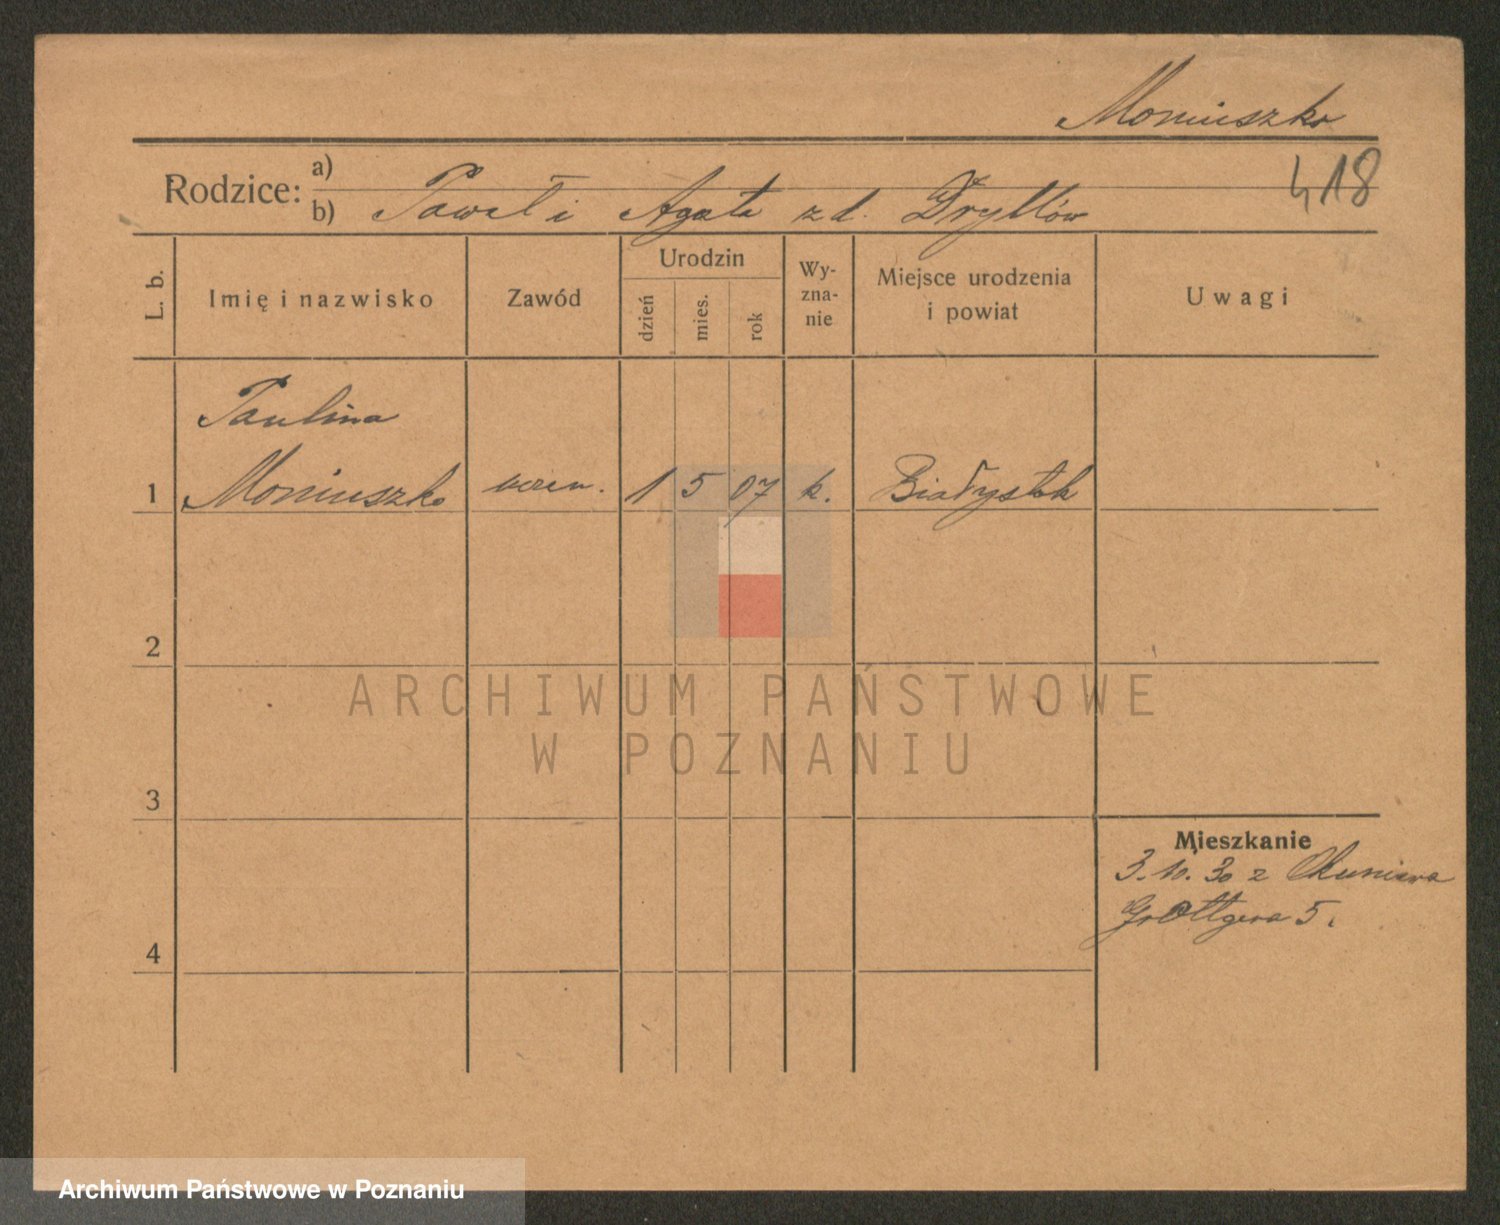 Moniuszko
418
Rodzice:
a)
b) Paweł i Agata z d. Dryllów
L. b.
Imię i nazwisko
Zawód
Urodzin
dzień
mies.
rok
Wy-
zna-
nie
Miejsce urodzenia
i powiat
Uwagi
Paulina
1 Moniuszko uczen. 1 5 07 k. Białystok
2
3
4
Mieszkanie
3. 10. 30 z Okuniewa
Grottgera 5.
ARCHIWUM PAŃSTWOWE
W POZNANIU
Archiwum Państwowe w Poznaniu